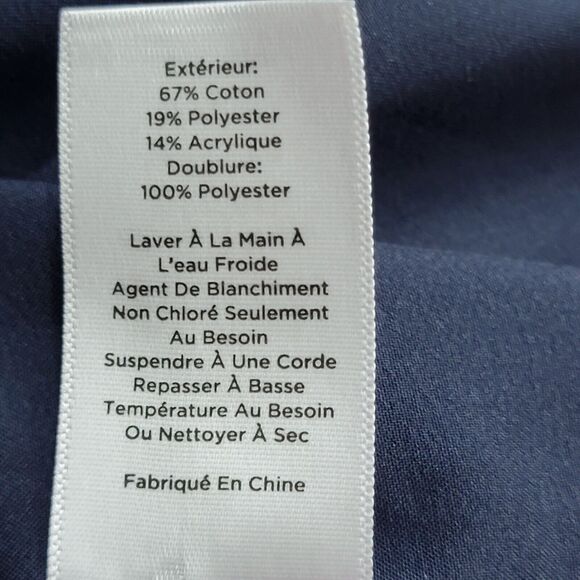 Extérieur:
67% Coton
19% Polyester
14% Acrylique
Doublure:
100% Polyester
Laver À La Main À
L'eau Froide
Agent De Blanchiment
Non Chloré Seulement
Au Besoin
Suspendre À Une Corde
Repasser À Basse
Température Au Besoin
Ou Nettoyer À Sec
Fabriqué En Chine